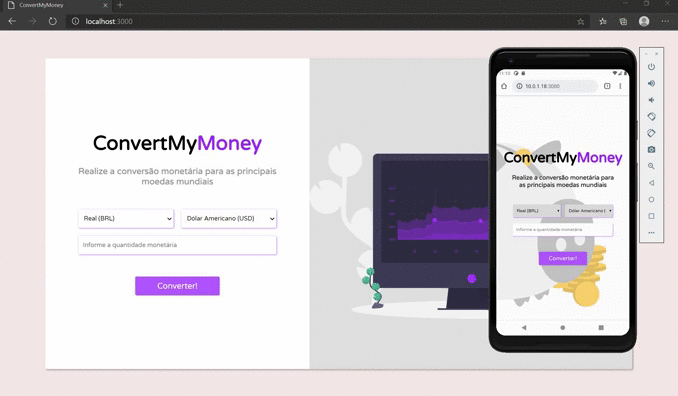 ConvertMyMoney
localhost:3000
ConvertMyMoney
Realize a conversão monetária para as principais
moedas mundiais
Real (BRL)
Dólar Americano (USD)
Informe a quantidade monetária
Converter!
10.0.1.18:3000
ConvertMyMoney
Realize a conversão monetária para
as principais moedas mundiais
Real (BRL)
Dólar Americano (
Informe a quantidade monetária
Converter!